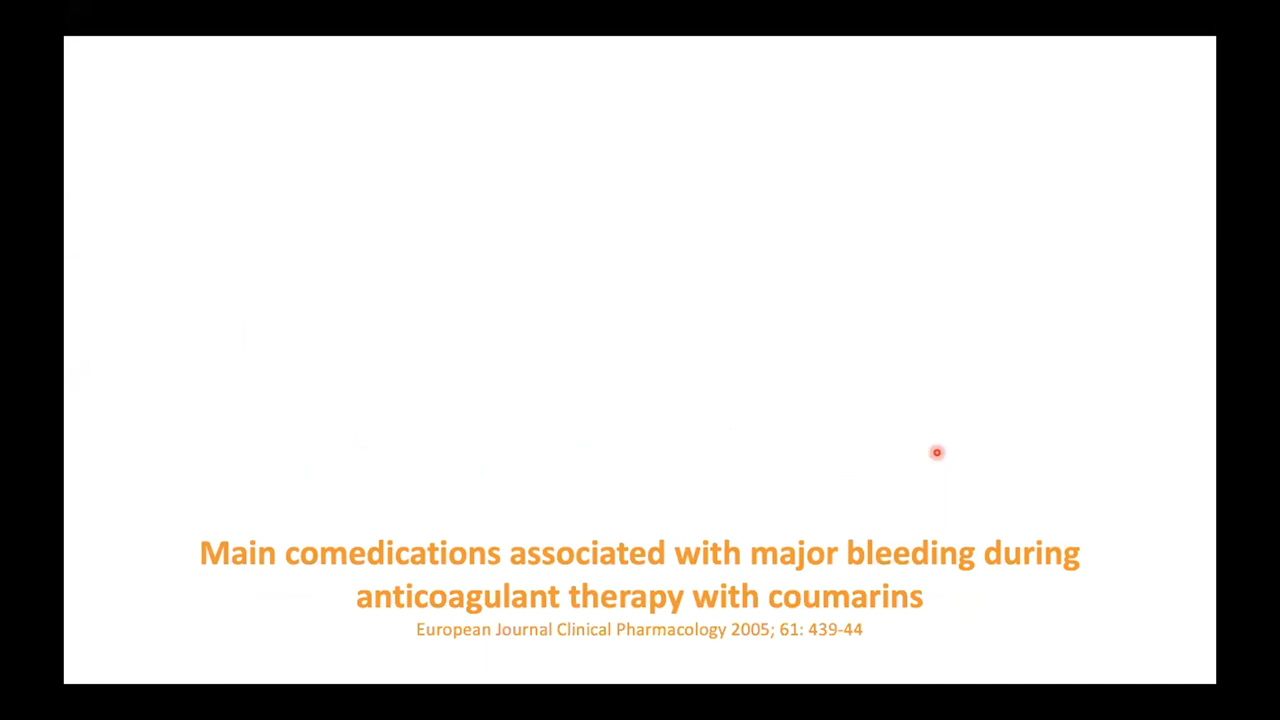 Main comedications associated with major bleeding during
anticoagulant therapy with coumarins
European Journal Clinical Pharmacology 2005; 61: 439-44